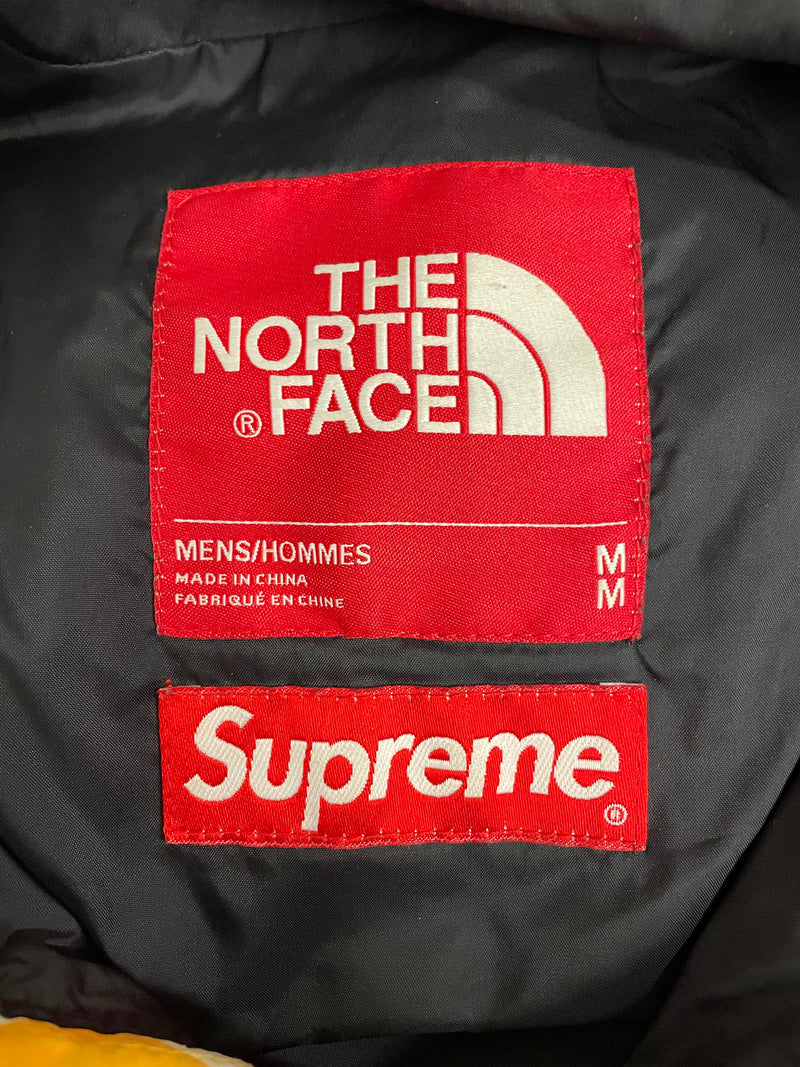 THE
NORTH
® FACE
MENS/HOMMES M
MADE IN CHINA
FABRIQUÉ EN CHINE M
Supreme
®